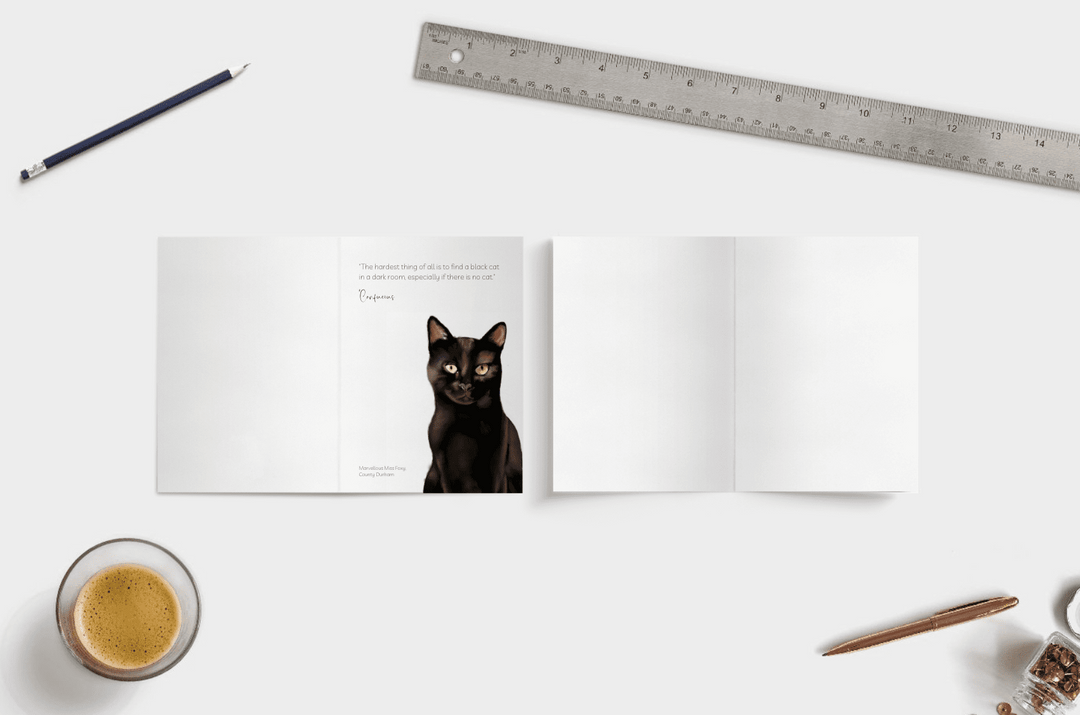 1 2 3 4 5 6 7 8 9 10 11 12 13 14
"The hardest thing of all is to find a black cat
in a dark room, especially if there is no cat."
Confucius
Marvellous Miss Foxy
County Durham